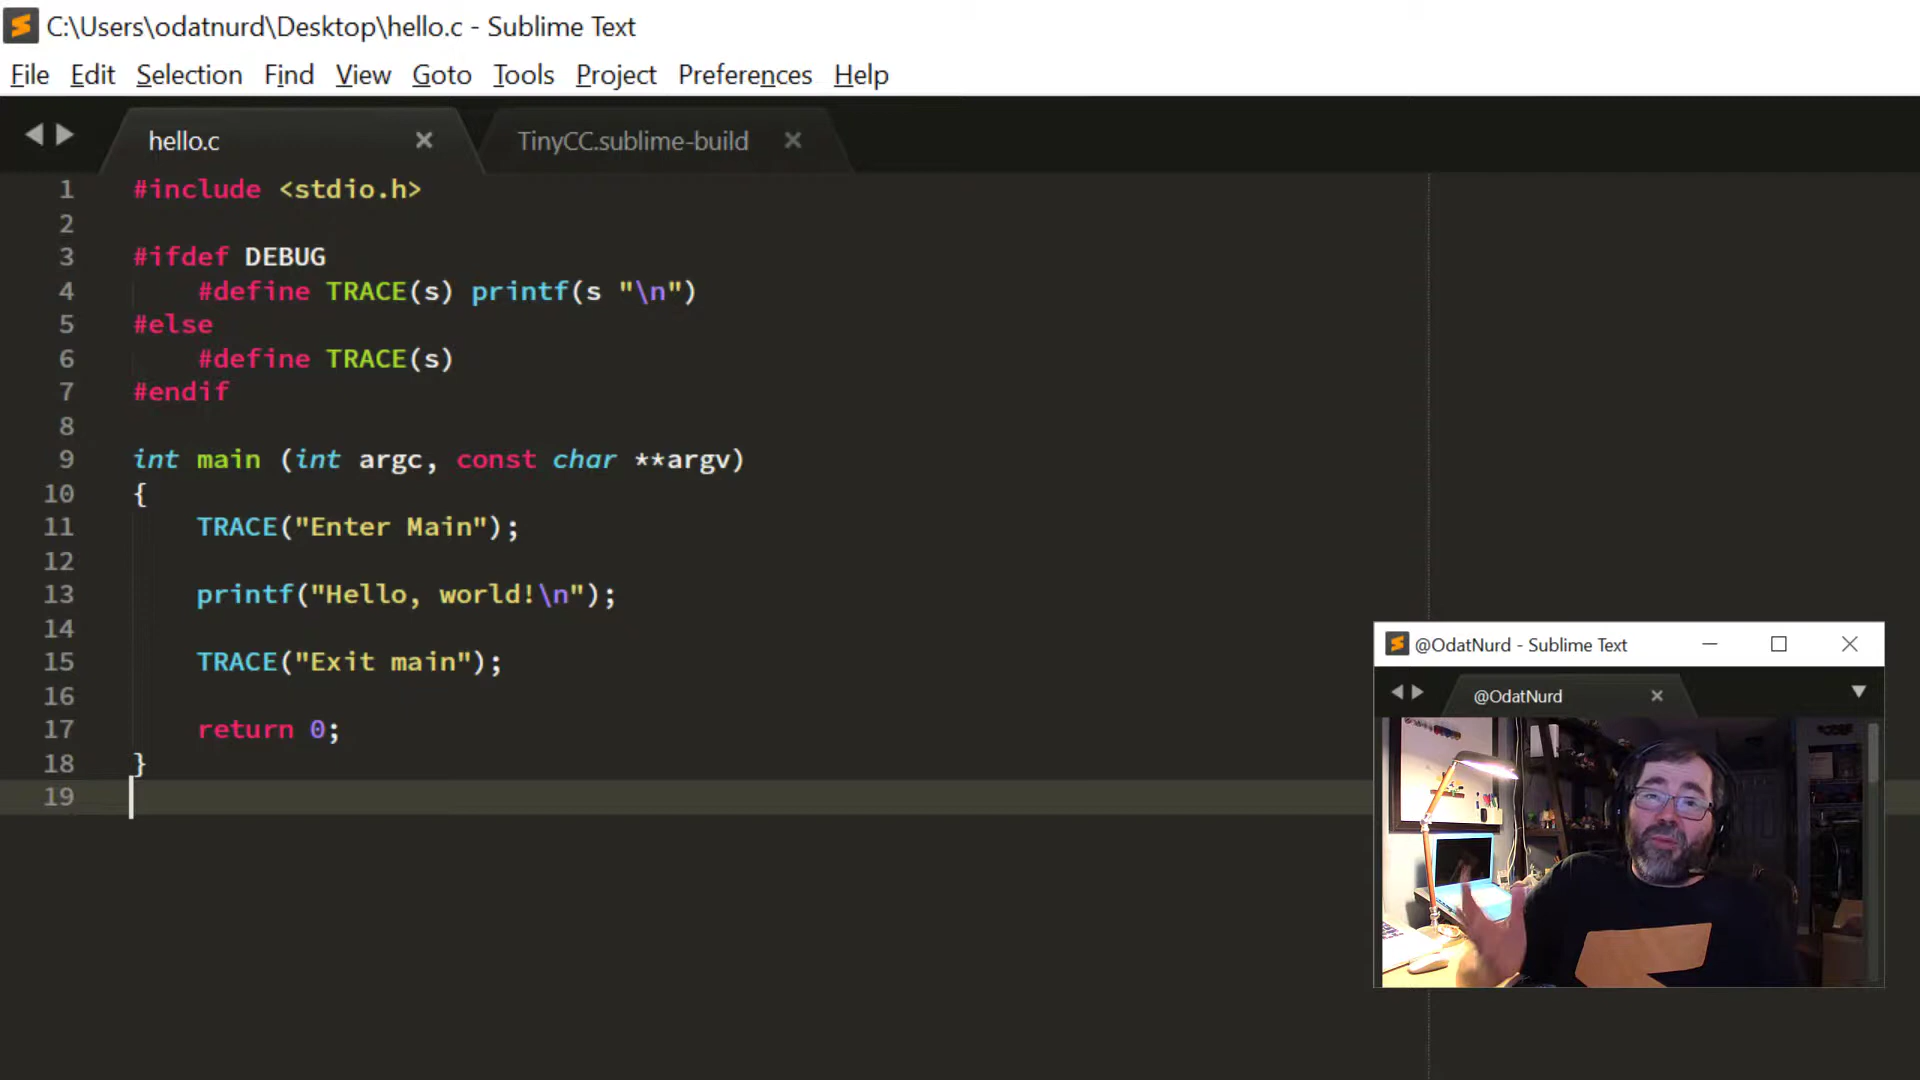 C:\Users\odatnurd\Desktop\hello.c - Sublime Text
File Edit Selection Find View Goto Tools Project Preferences Help
hello.c TinyCC.sublime-build
1 #include <stdio.h>
2
3 #ifdef DEBUG
4     #define TRACE(s) printf(s "\n")
5 #else
6     #define TRACE(s)
7 #endif
8
9 int main (int argc, const char **argv)
10 {
11     TRACE("Enter Main");
12
13     printf("Hello, world!\n");
14
15     TRACE("Exit main");
16
17     return 0;
18 }
19
@OdatNurd - Sublime Text
@OdatNurd